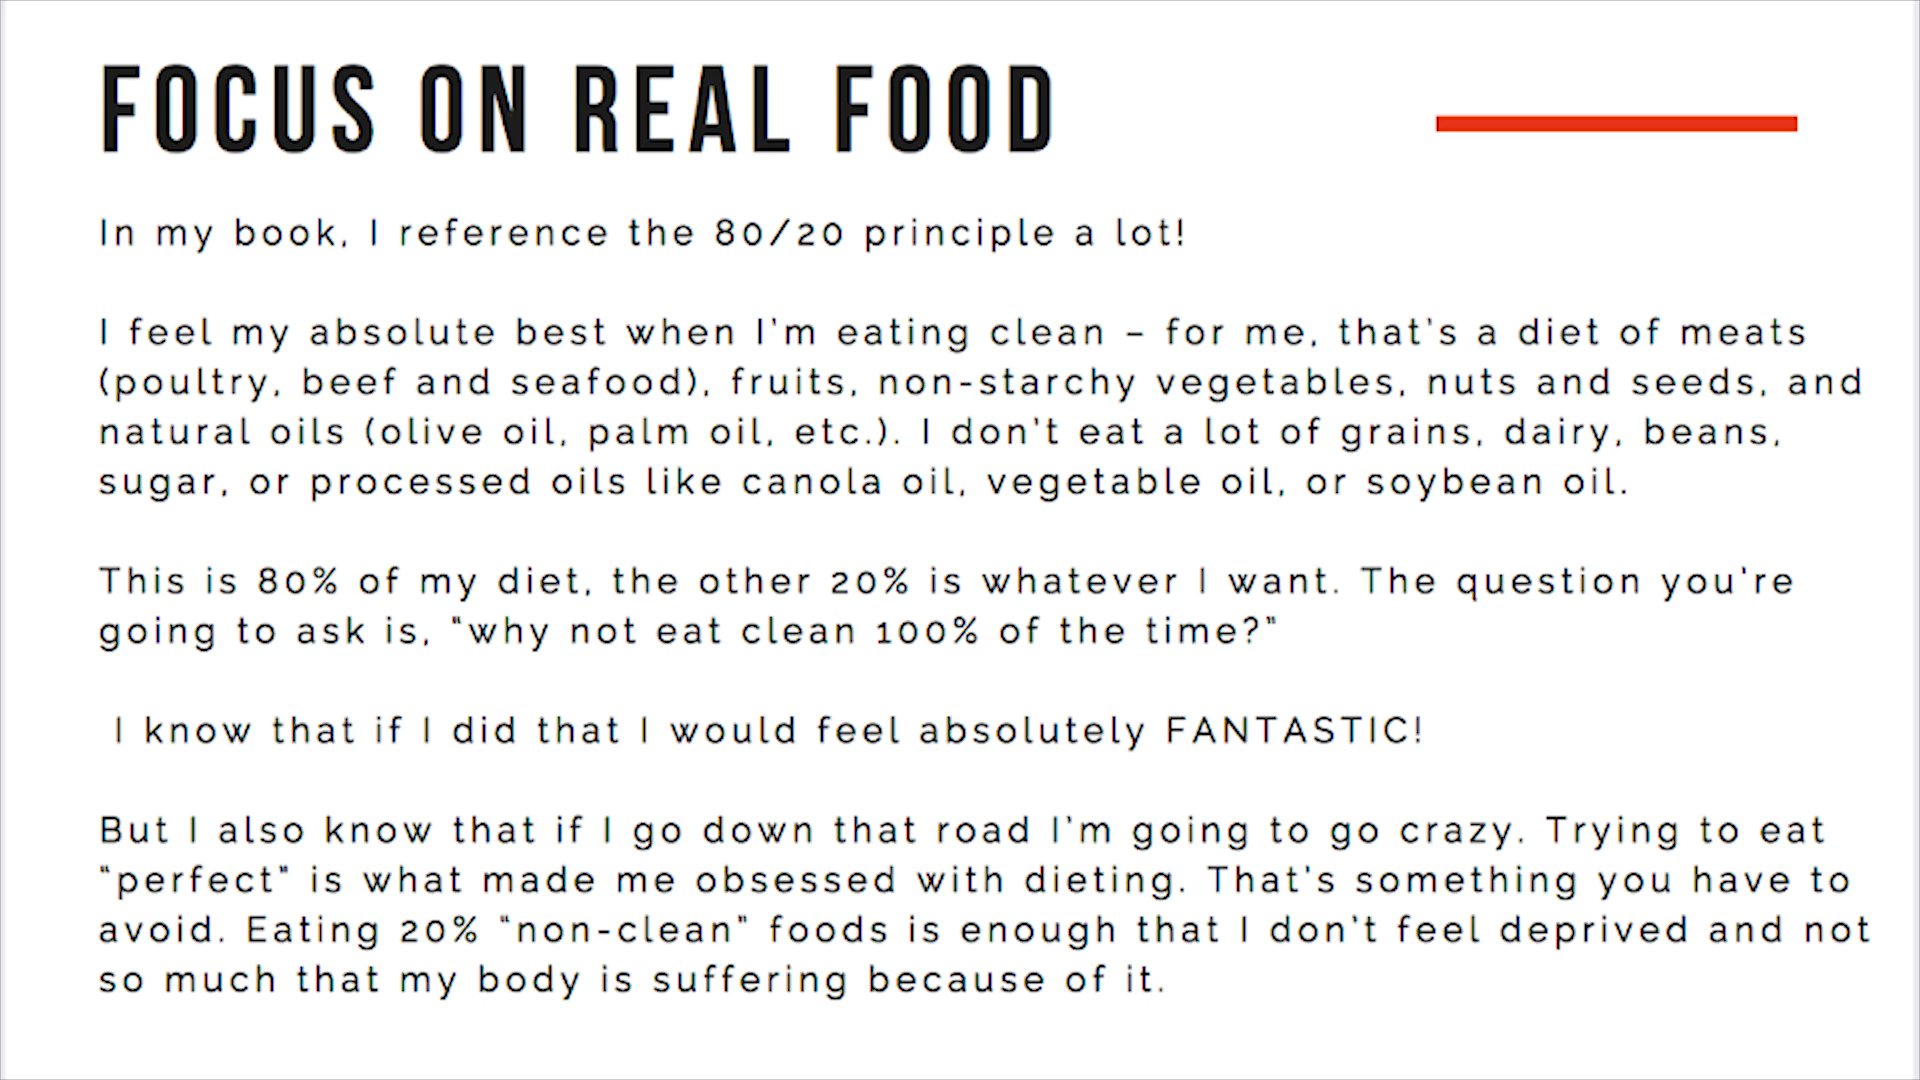 FOCUS ON REAL FOOD
In my book, I reference the 80/20 principle a lot!
I feel my absolute best when I'm eating clean – for me, that's a diet of meats
(poultry, beef and seafood), fruits, non-starchy vegetables, nuts and seeds, and
natural oils (olive oil, palm oil, etc.). I don't eat a lot of grains, dairy, beans,
sugar, or processed oils like canola oil, vegetable oil, or soybean oil.
This is 80% of my diet, the other 20% is whatever I want. The question you're
going to ask is, "why not eat clean 100% of the time?"
I know that if I did that I would feel absolutely FANTASTIC!
But I also know that if I go down that road I'm going to go crazy. Trying to eat
"perfect" is what made me obsessed with dieting. That's something you have to
avoid. Eating 20% "non-clean" foods is enough that I don't feel deprived and not
so much that my body is suffering because of it.